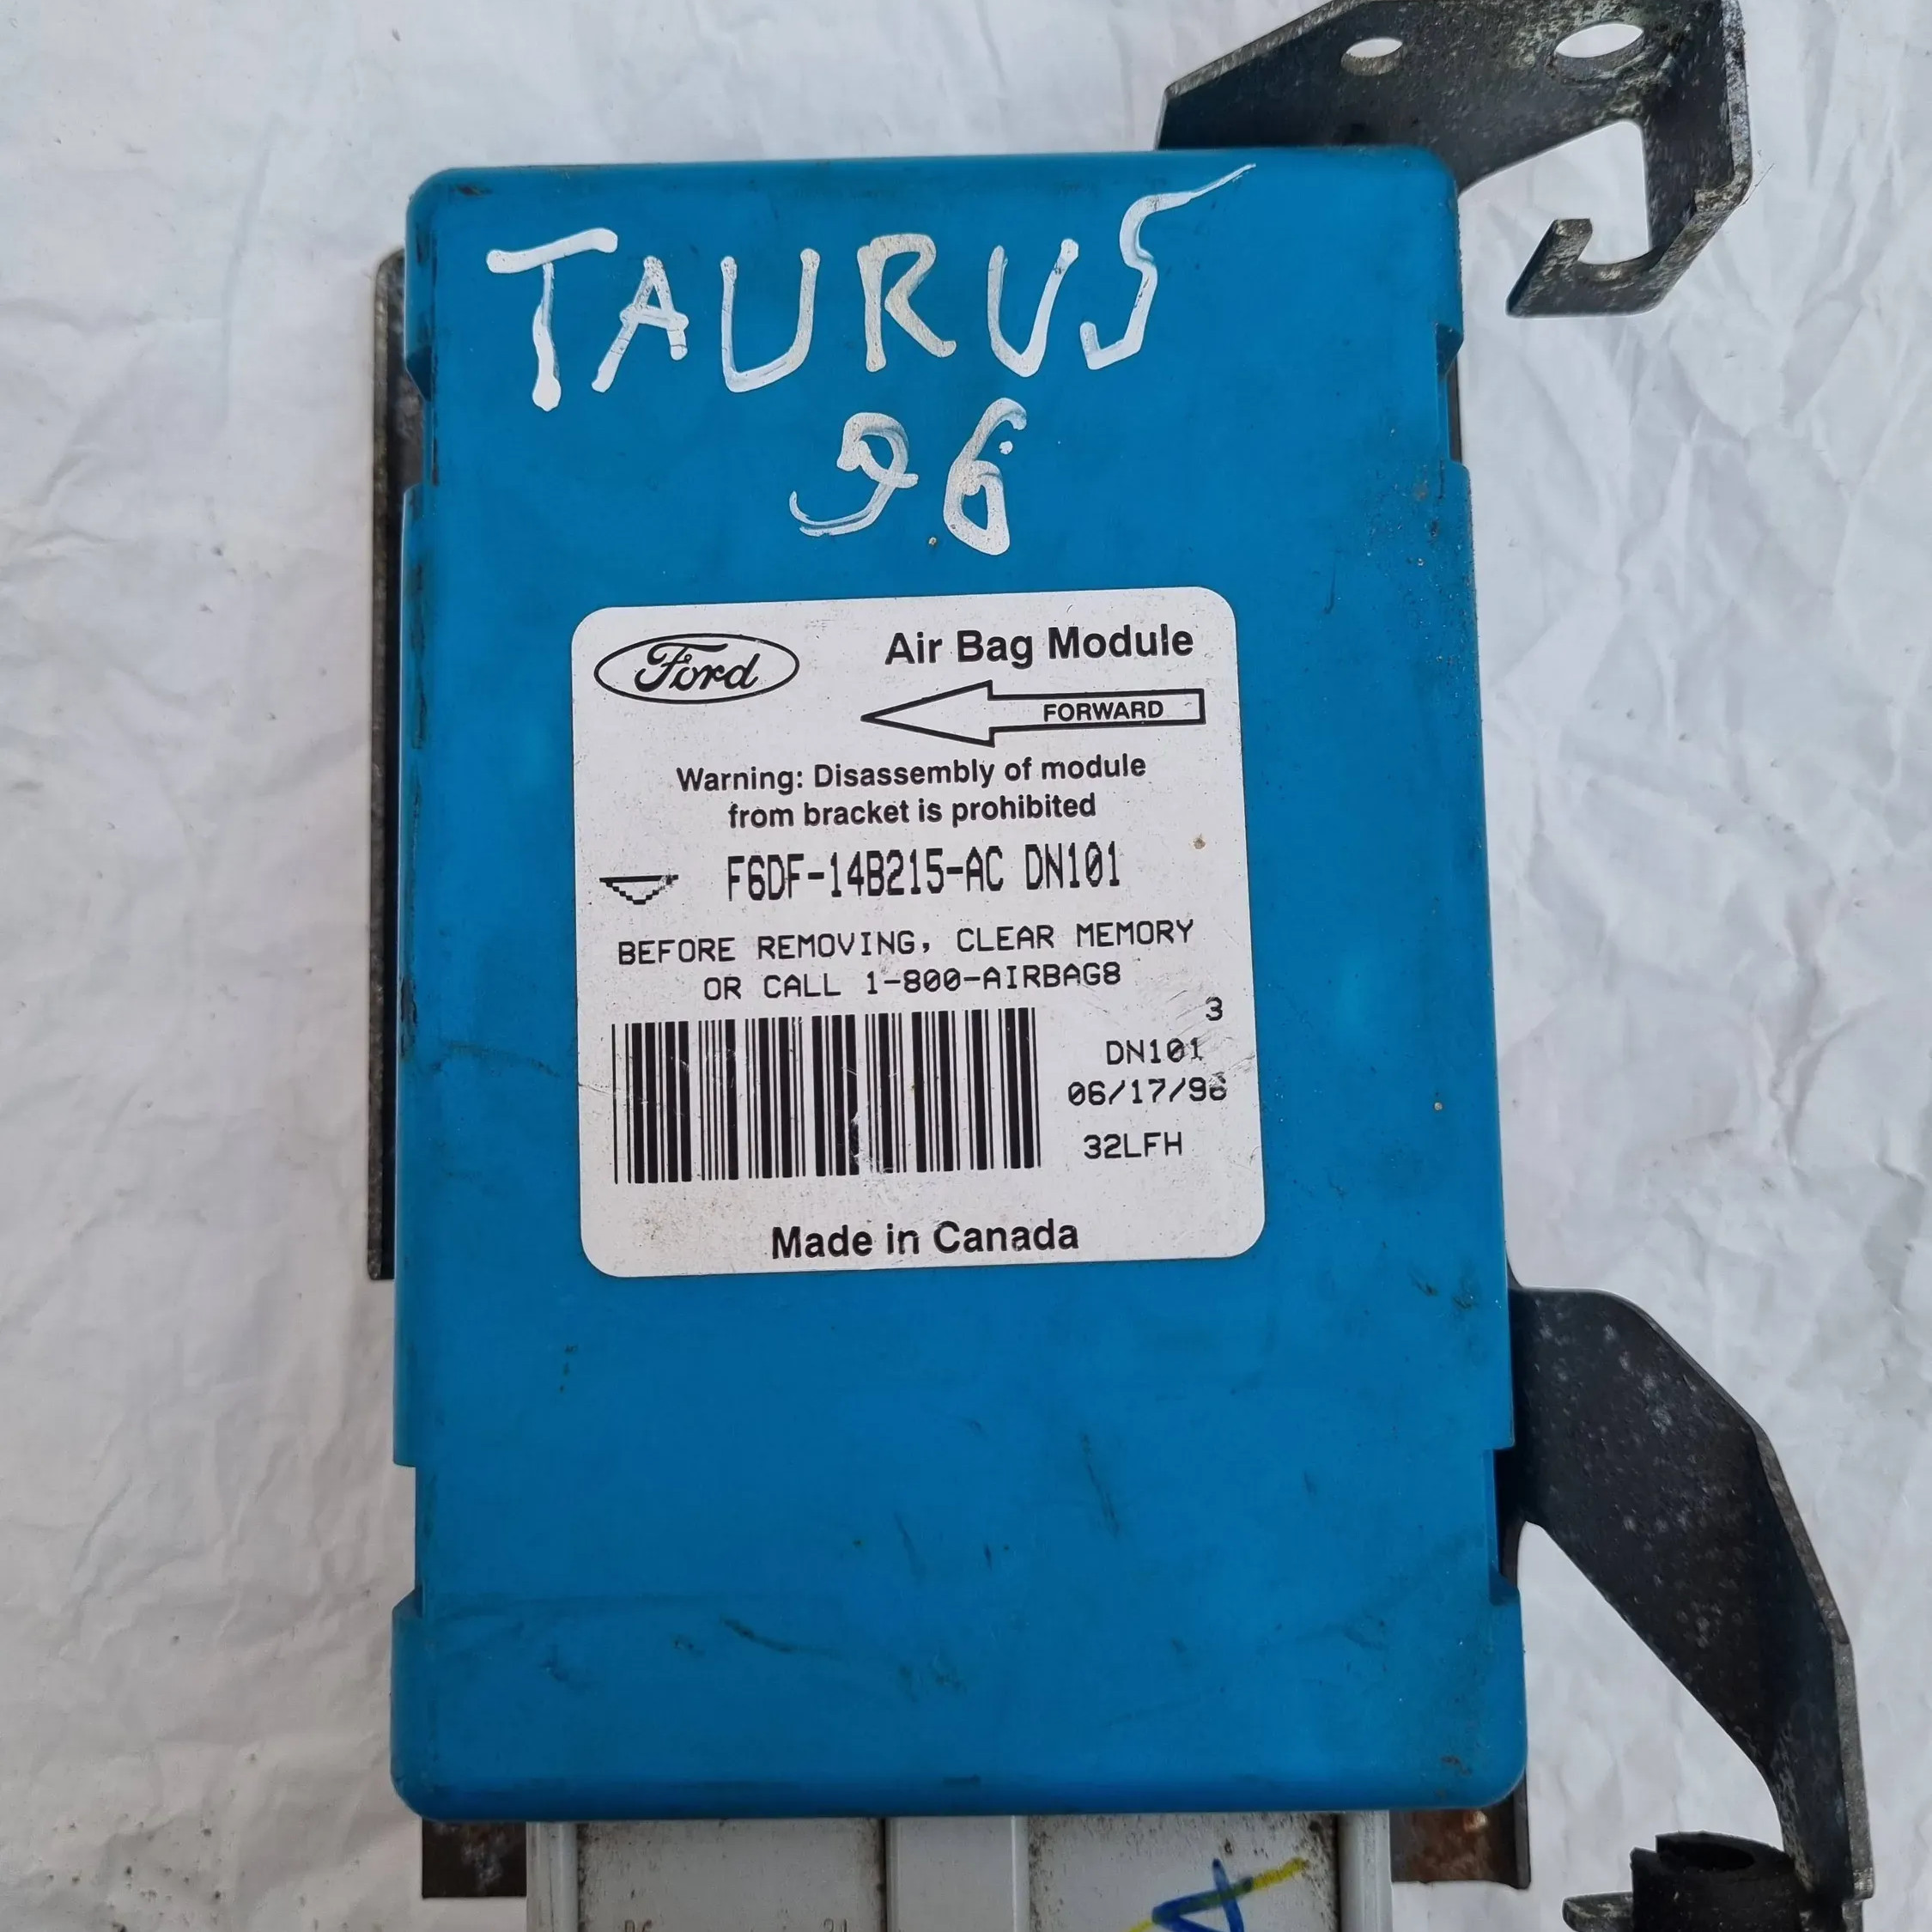 TAURUS
96
Ford
Air Bag Module
FORWARD
Warning: Disassembly of module
from bracket is prohibited
F6DF-14B215-AC DN101
BEFORE REMOVING, CLEAR MEMORY
OR CALL 1-800-AIRBAG8
3
DN101
06/17/96
32LFH
Made in Canada